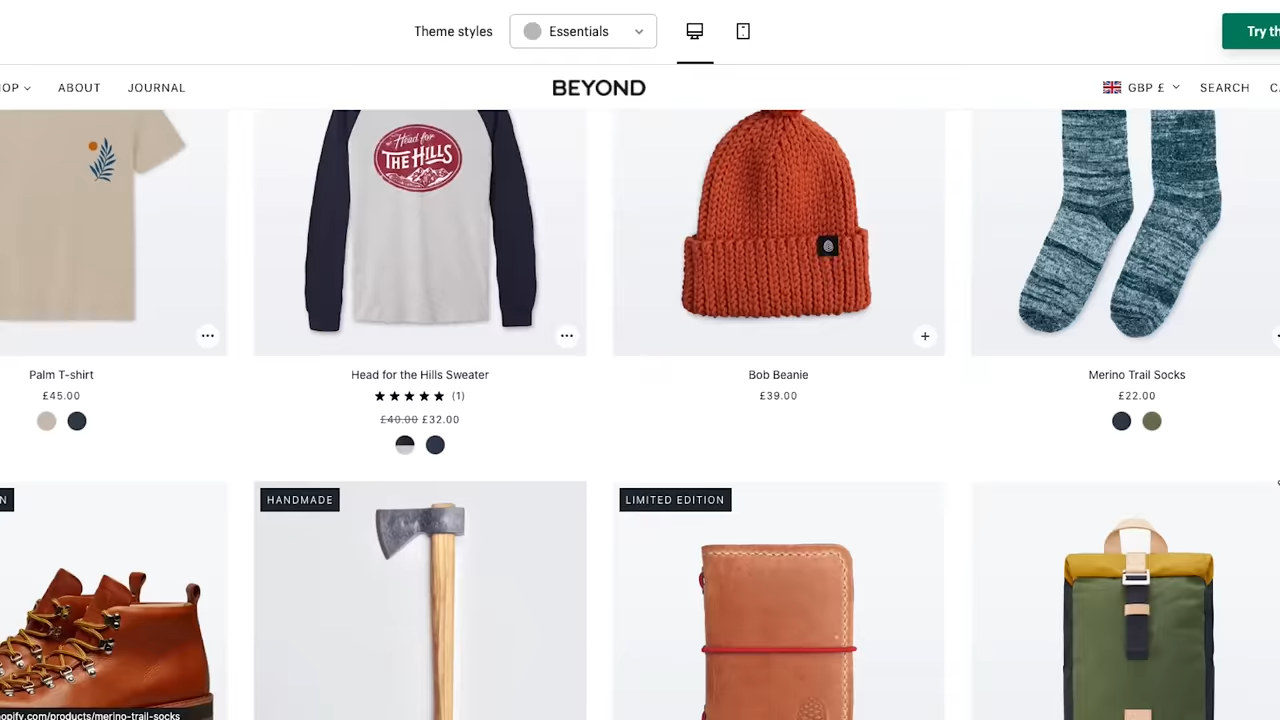 Theme styles
Essentials
Try th
OP
ABOUT
JOURNAL
BEYOND
GBP £
SEARCH
Head for
THE HILLS
Palm T-shirt
£45.00
Head for the Hills Sweater
(1)
£40.00 £32.00
Bob Beanie
£39.00
Merino Trail Socks
£22.00
N
HANDMADE
LIMITED EDITION
opify.com/products/merino-trail-socks